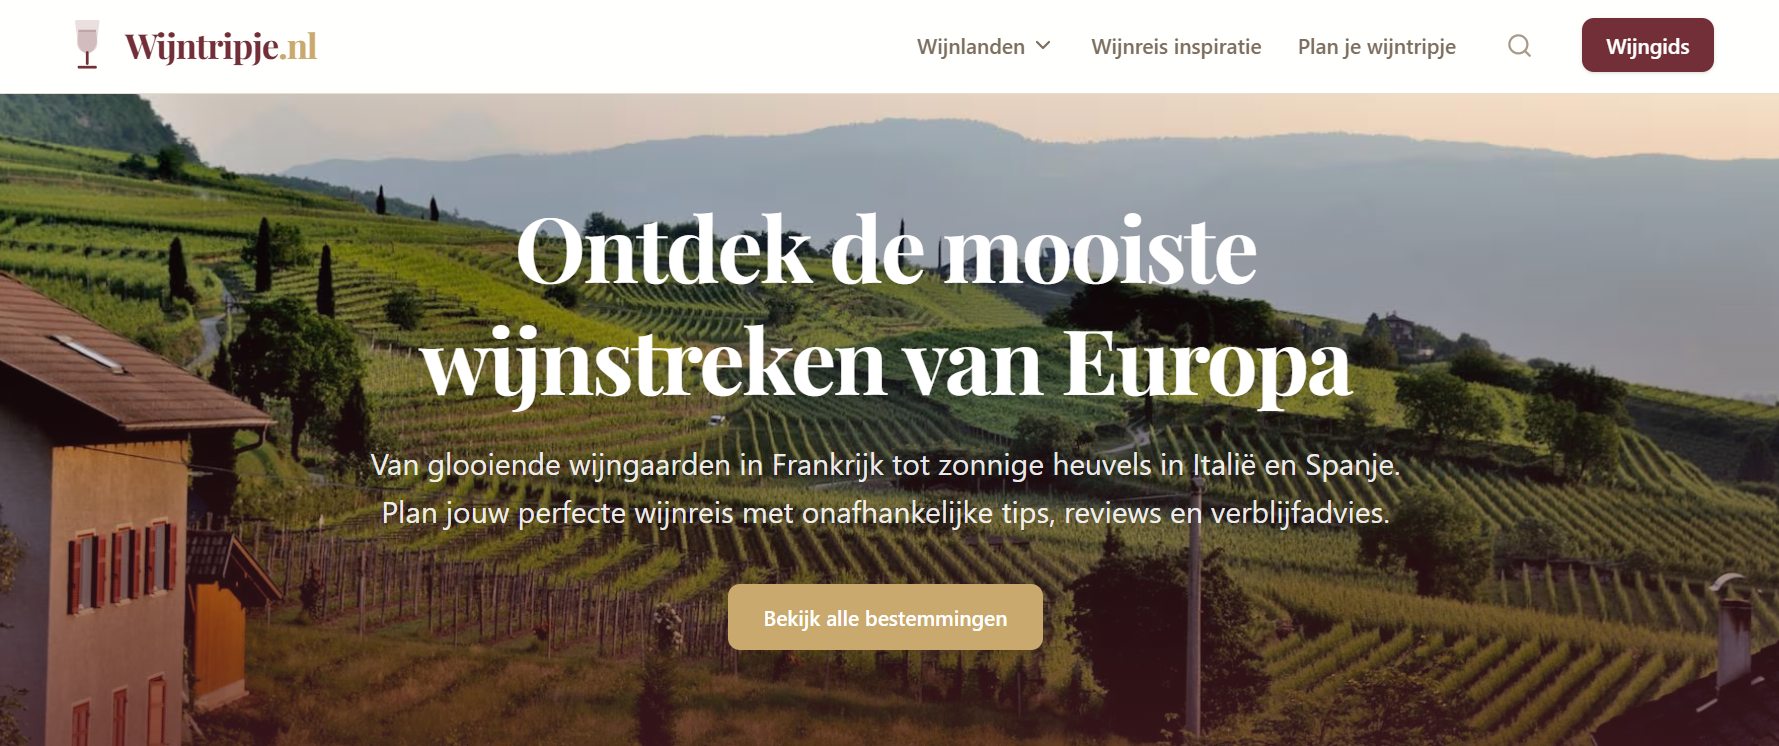 Wijntripje.nl
Wijnlanden
Wijnreis inspiratie
Plan je wijntripje
Wijngids
Ontdek de mooiste
wijnstreken van Europa
Van glooiende wijngaarden in Frankrijk tot zonnige heuvels in Italië en Spanje.
Plan jouw perfecte wijnreis met onafhankelijke tips, reviews en verblijfadvies.
Bekijk alle bestemmingen